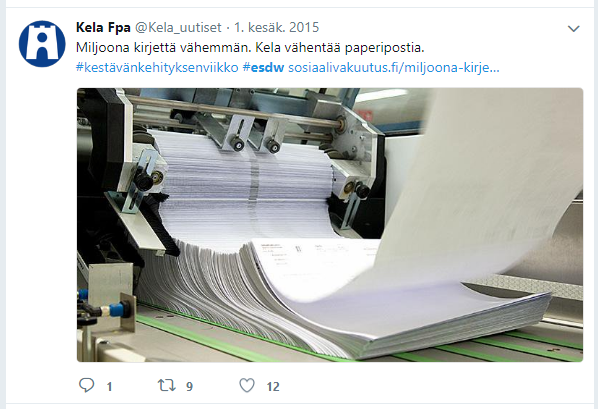 Kela Fpa @Kela_uutiset · 1. kesäk. 2015
Miljoona kirjettä vähemmän. Kela vähentää paperipostia.
#kestävänkehityksenviikko #esdw sosiaalivakuutus.fi/miljoona-kirje…
1 9 12